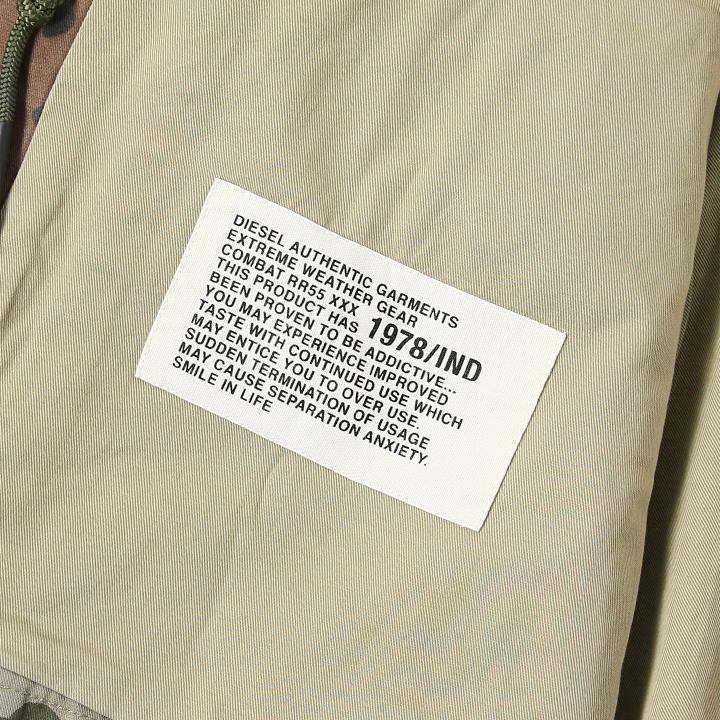 DIESEL AUTHENTIC GARMENTS
EXTREME WEATHER GEAR
COMBAT RR55 XXX
THIS PRODUCT HAS 1978/IND
BEEN PROVEN TO BE ADDICTIVE...
YOU MAY EXPERIENCE IMPROVED
TASTE WITH CONTINUED USE WHICH
MAY ENTICE YOU TO OVER USE.
SUDDEN TERMINATION OF USAGE
MAY CAUSE SEPARATION ANXIETY.
SMILE IN LIFE